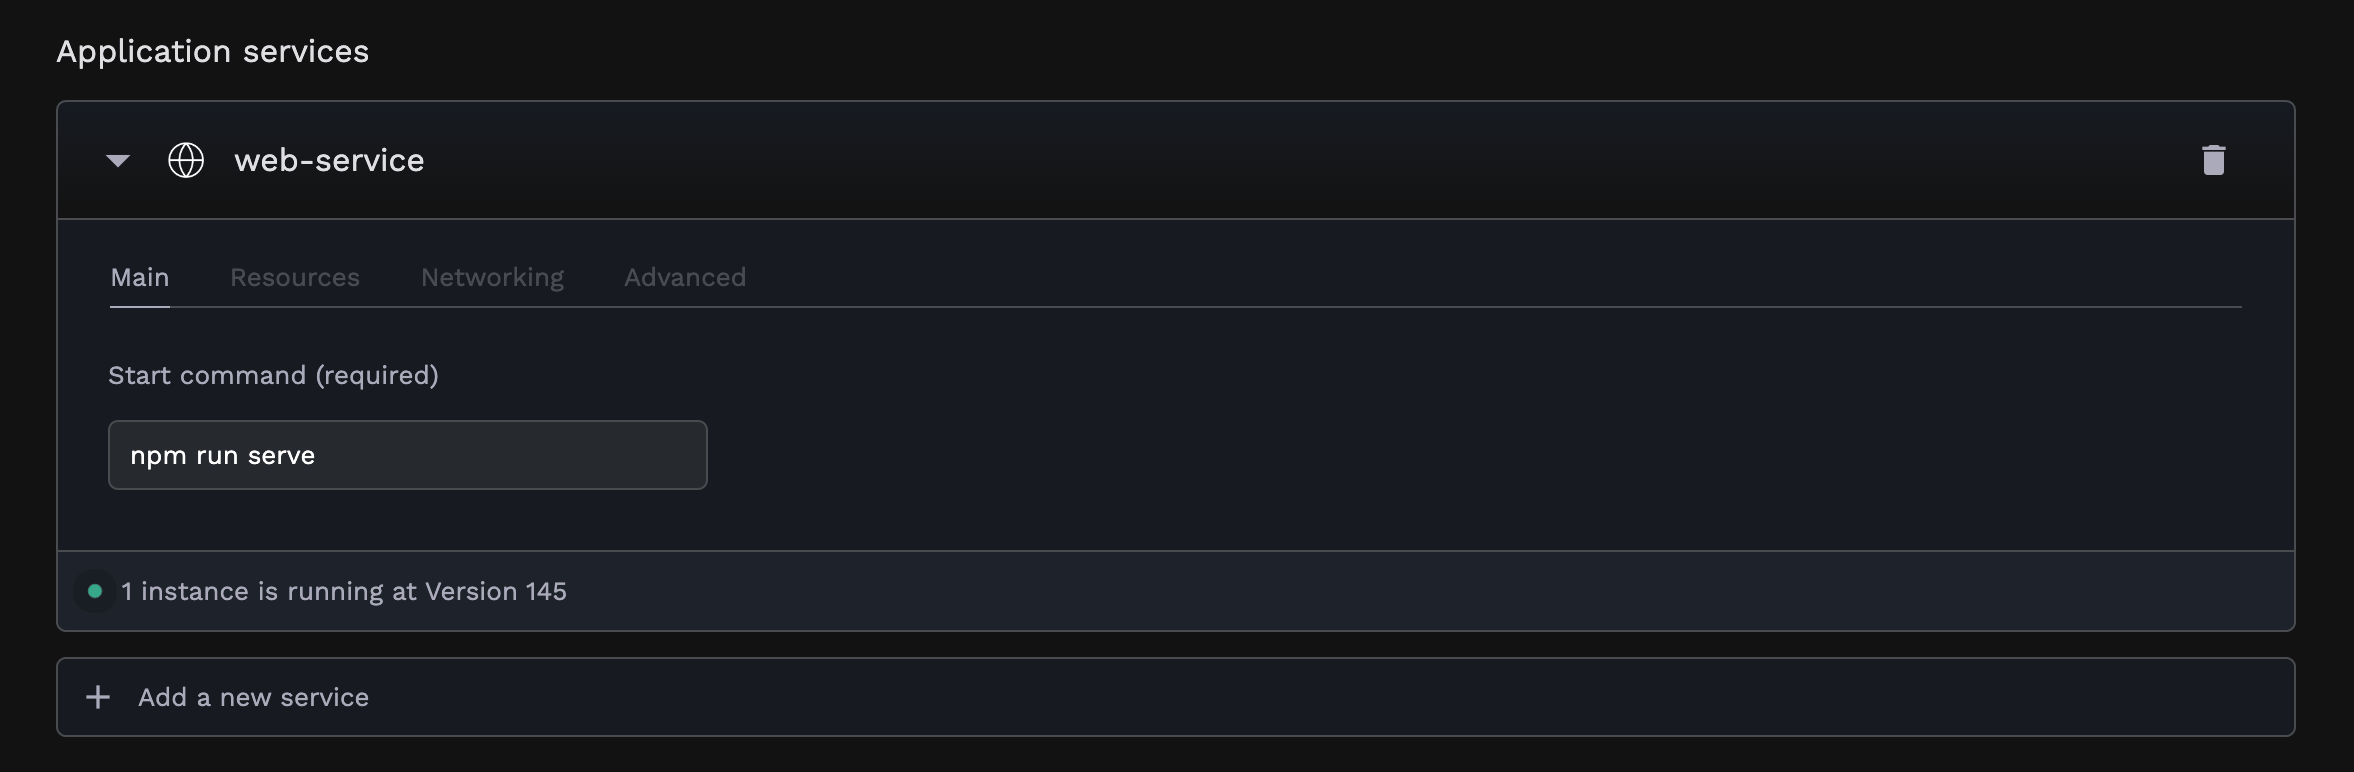 Application services
web-service
Main Resources Networking Advanced
Start command (required)
npm run serve
1 instance is running at Version 145
Add a new service